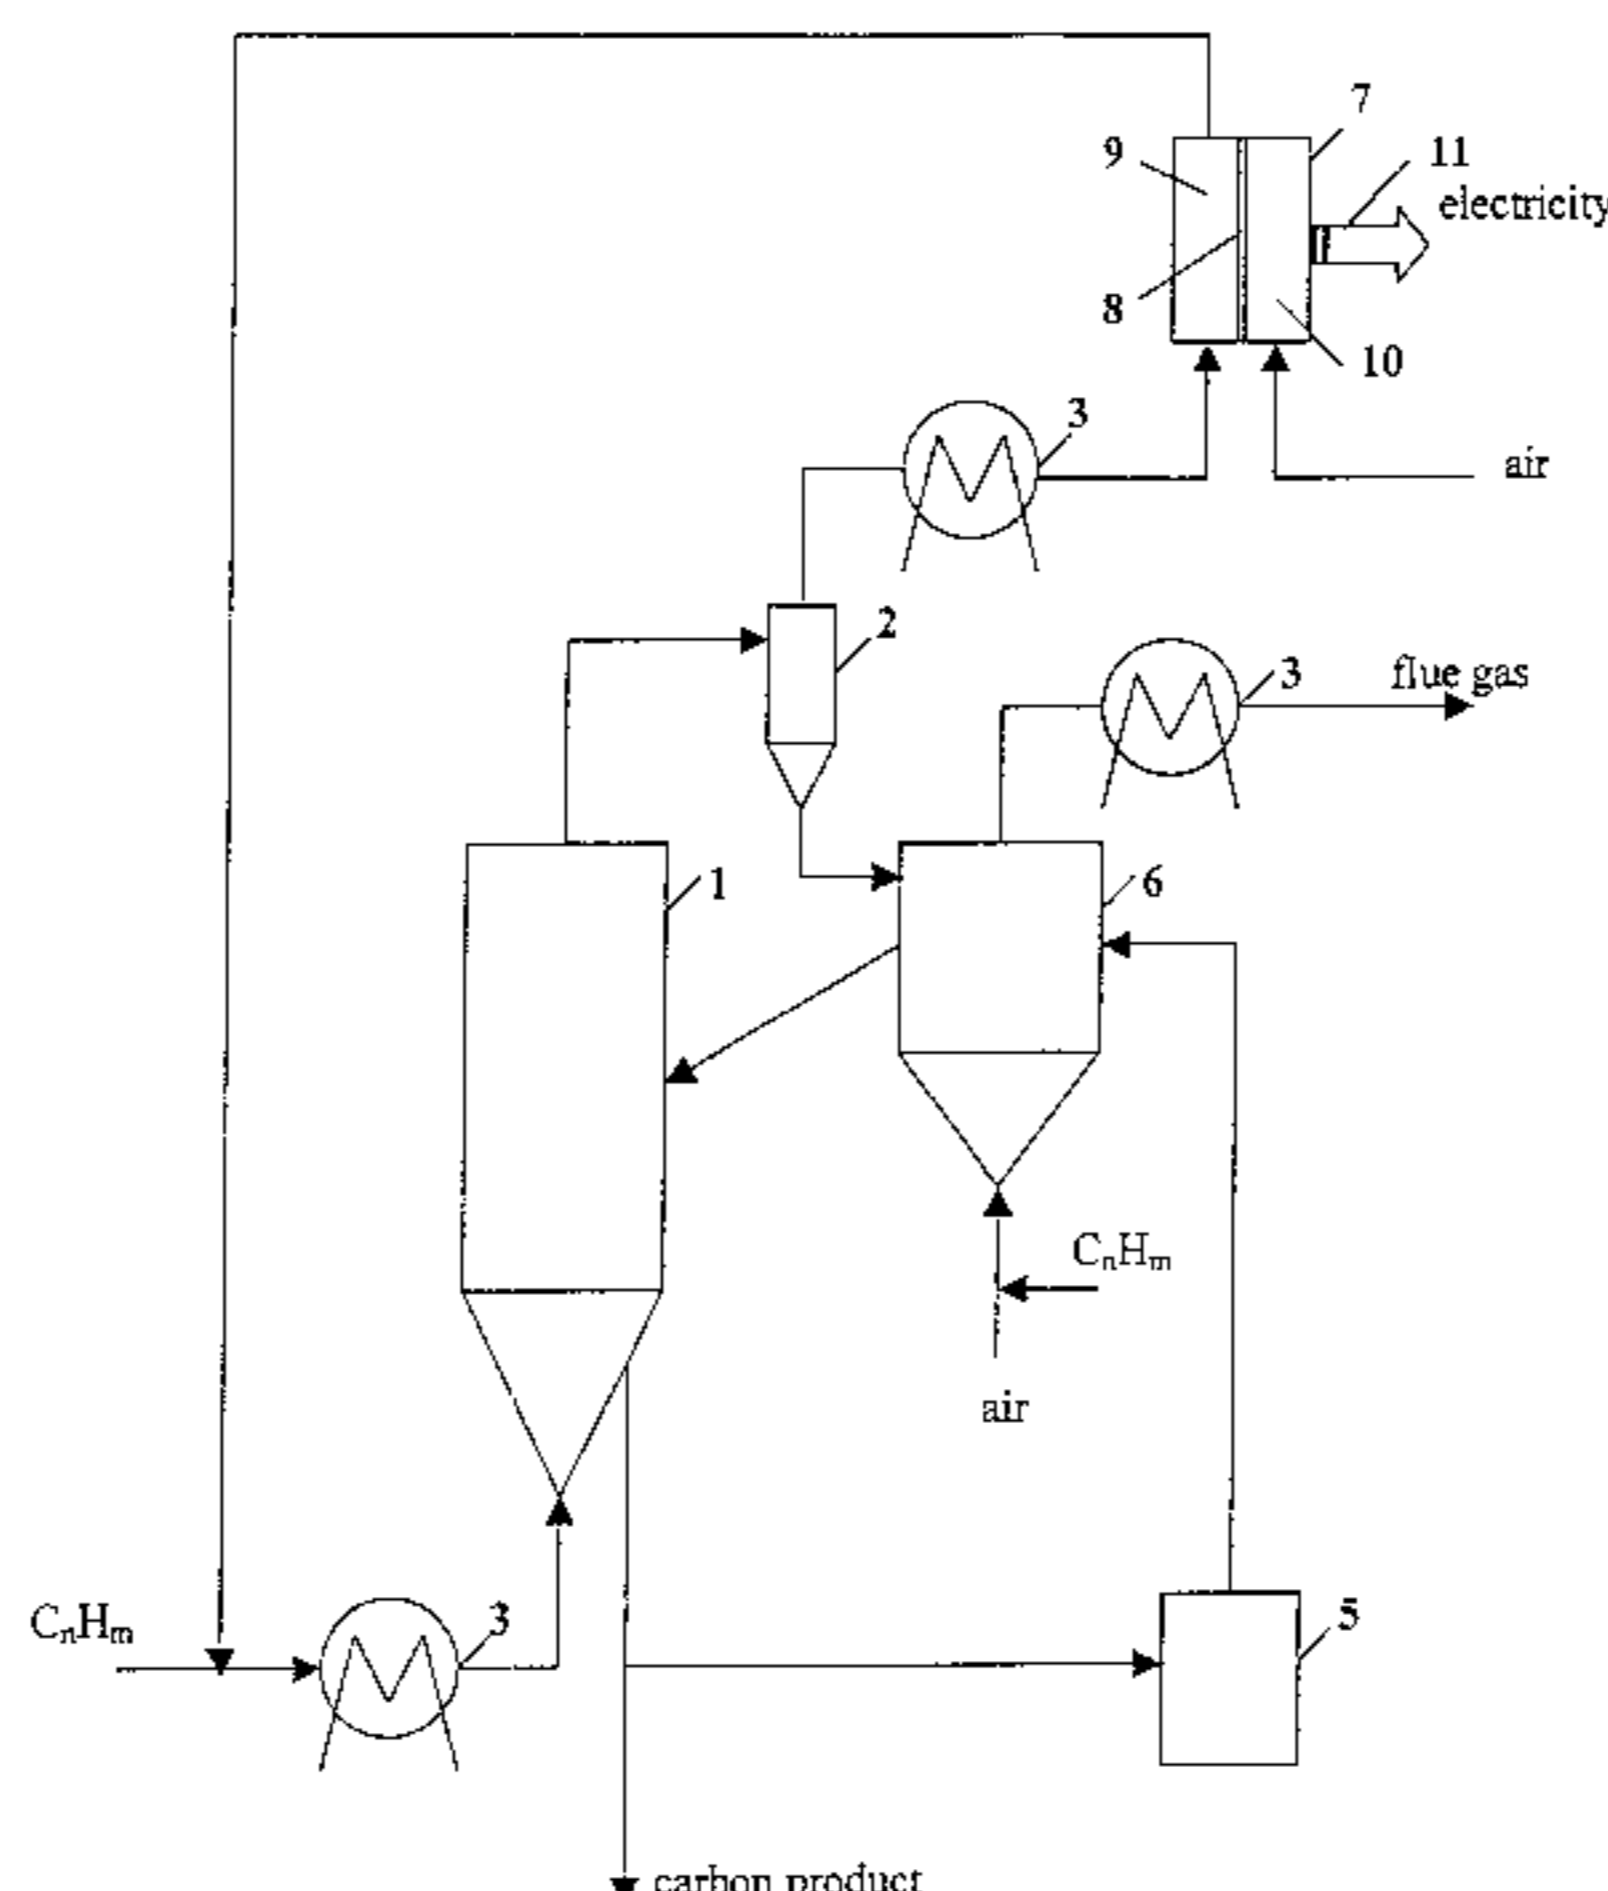 7
9
11
electricity
8
10
3
air
2
3
flue gas
1
6
CₙHₘ
air
CₙHₘ
3
5
carbon product